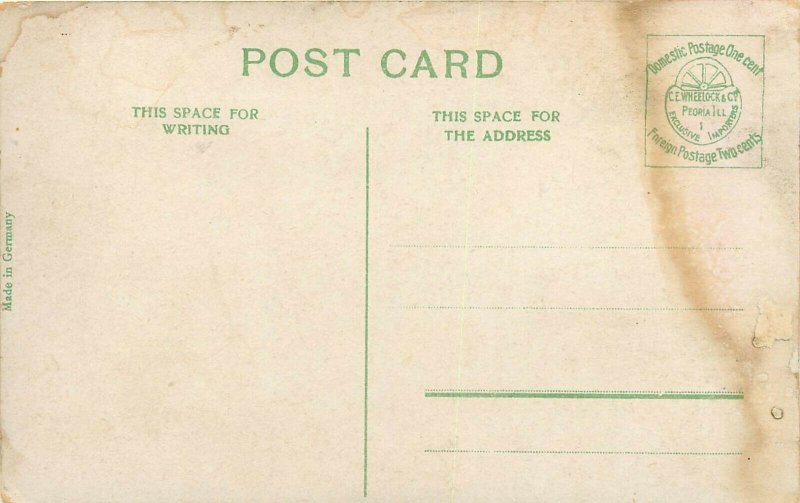 POST CARD
THIS SPACE FOR
WRITING
THIS SPACE FOR
THE ADDRESS
Domestic Postage One cent
C.E. WHEELOCK & Co
PEORIA ILL
EXCLUSIVE IMPORTERS
Foreign Postage Two cents
Made in Germany